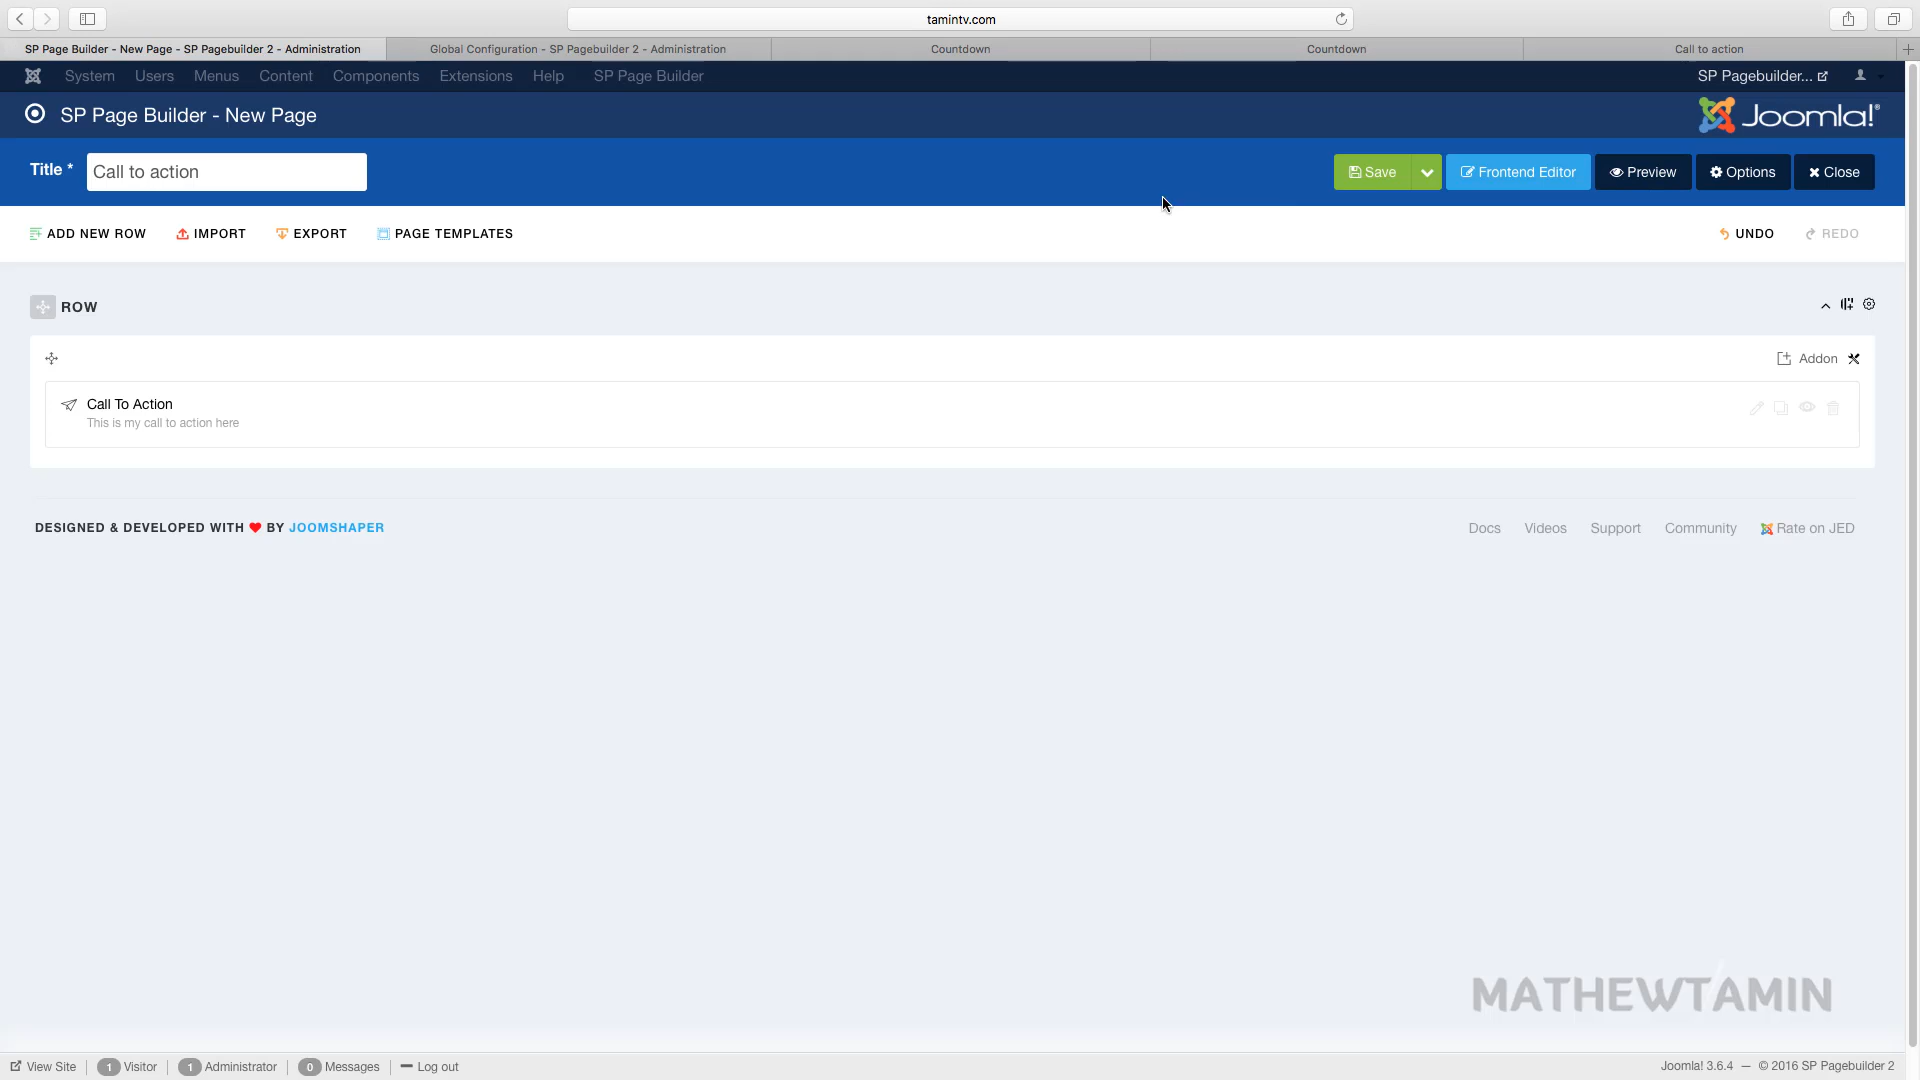 tamintv.com
SP Page Builder - New Page - SP Pagebuilder 2 - Administration
Global Configuration - SP Pagebuilder 2 - Administration
Countdown
Countdown
Call to action
System Users Menus Content Components Extensions Help SP Page Builder
SP Pagebuilder...
SP Page Builder - New Page
Joomla!®
Title *
Call to action
Save
Frontend Editor
Preview
Options
Close
ADD NEW ROW
IMPORT
EXPORT
PAGE TEMPLATES
UNDO
REDO
ROW
Addon
Call To Action
This is my call to action here
DESIGNED & DEVELOPED WITH ♥ BY JOOMSHAPER
Docs Videos Support Community Rate on JED
MATHEWTAMIN
View Site 1 Visitor 1 Administrator 0 Messages Log out
Joomla! 3.6.4 — © 2016 SP Pagebuilder 2